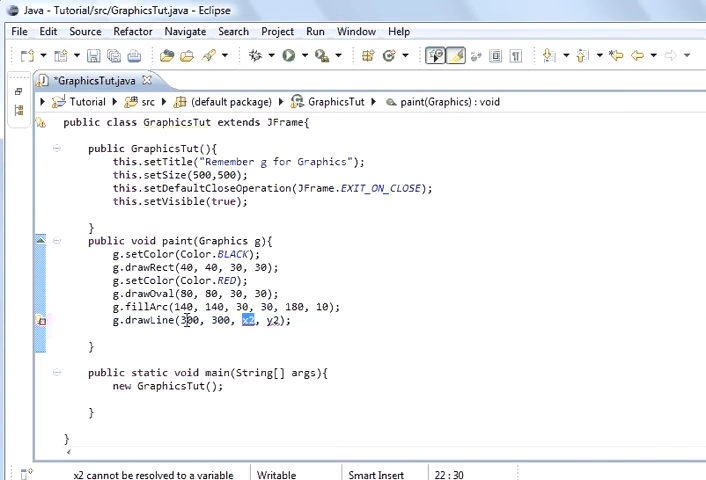 Java - Tutorial/src/GraphicsTut.java - Eclipse
File Edit Source Refactor Navigate Search Project Run Window Help
*GraphicsTut.java
Tutorial src (default package) GraphicsTut paint(Graphics) : void
public class GraphicsTut extends JFrame{
public GraphicsTut(){
this.setTitle("Remember g for Graphics");
this.setSize(500,500);
this.setDefaultCloseOperation(JFrame.EXIT_ON_CLOSE);
this.setVisible(true);
}
public void paint(Graphics g){
g.setColor(Color.BLACK);
g.drawRect(40, 40, 30, 30);
g.setColor(Color.RED);
g.drawOval(80, 80, 30, 30);
g.fillArc(140, 140, 30, 30, 180, 10);
g.drawLine(300, 300, x2, y2);
}
public static void main(String[] args){
new GraphicsTut();
}
}
x2 cannot be resolved to a variable Writable Smart Insert 22 : 30